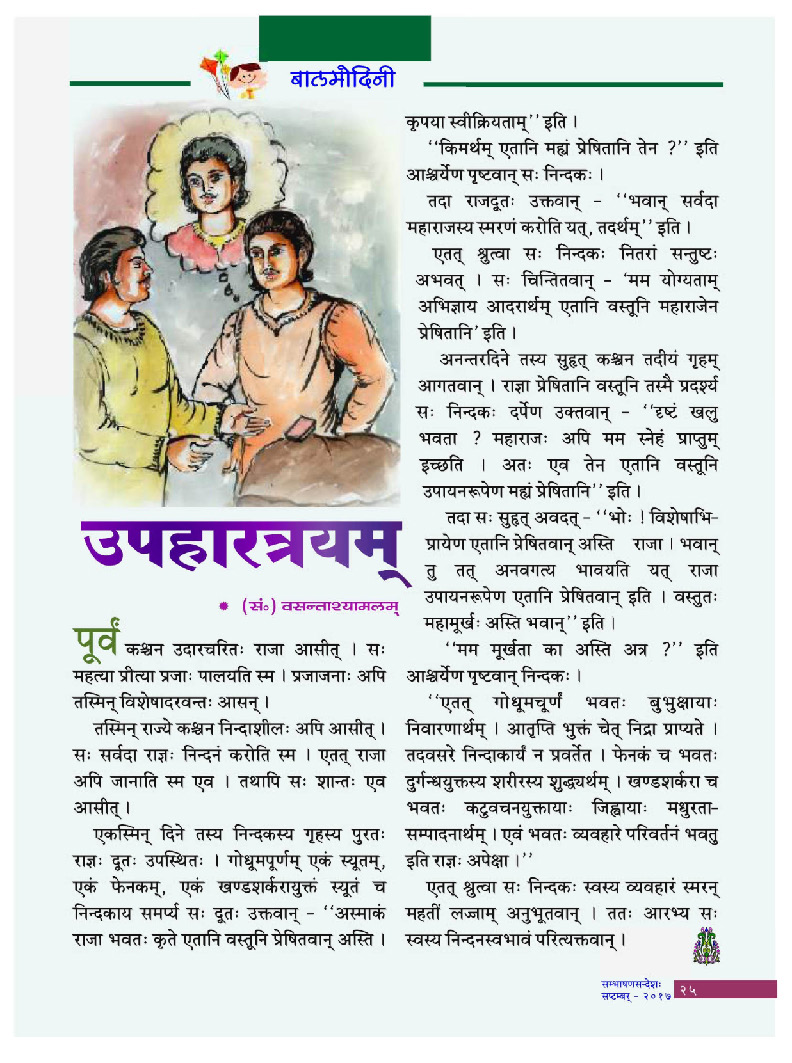 बालमोदिनी
उपहारत्रयम्
* (सं०) वसन्ताश्यामलम्
पूर्वं कश्चन उदारचरितः राजा आसीत् । सः
महत्या प्रीत्या प्रजाः पालयति स्म । प्रजाजनाः अपि
तस्मिन् विशेषादरवन्तः आसन् ।
तस्मिन् राज्ये कश्चन निन्दाशीलः अपि आसीत् ।
सः सर्वदा राज्ञः निन्दनं करोति स्म । एतत् राजा
अपि जानाति स्म एव । तथापि सः शान्तः एव
आसीत् ।
एकस्मिन् दिने तस्य निन्दकस्य गृहस्य पुरतः
राज्ञः दूतः उपस्थितः । गोधूमपूर्णम् एकं स्यूतम्,
एकं फेनकम्, एकं खण्डशर्करायुक्तं स्यूतं च
निन्दकाय समर्प्य सः दूतः उक्तवान् - ‘‘अस्माकं
राजा भवतः कृते एतानि वस्तूनि प्रेषितवान् अस्ति ।
कृपया स्वीक्रियताम्’’ इति ।
‘‘किमर्थम् एतानि मह्यं प्रेषितानि तेन ?’’ इति
आश्चर्येण पृष्टवान् सः निन्दकः ।
तदा राजदूतः उक्तवान् - ‘‘भवान् सर्वदा
महाराजस्य स्मरणं करोति यत्, तदर्थम्’’ इति ।
एतत् श्रुत्वा सः निन्दकः नितरां सन्तुष्टः
अभवत् । सः चिन्तितवान् - ‘मम योग्यताम्
अभिज्ञाय आदरार्थम् एतानि वस्तूनि महाराजेन
प्रेषितानि’ इति ।
अनन्तरदिने तस्य सुहृत् कश्चन तदीयं गृहम्
आगतवान् । राज्ञा प्रेषितानि वस्तूनि तस्मै प्रदर्श्य
सः निन्दकः दर्पेण उक्तवान् - ‘‘दृष्टं खलु
भवता ? महाराजः अपि मम स्नेहं प्राप्तुम्
इच्छति । अतः एव तेन एतानि वस्तूनि
उपायनरूपेण मह्यं प्रेषितानि’’ इति ।
तदा सः सुहृत् अवदत् - ‘‘भोः ! विशेषाभि-
प्रायेण एतानि प्रेषितवान् अस्ति राजा । भवान्
तु तत् अनवगत्य भावयति यत् राजा
उपायनरूपेण एतानि प्रेषितवान् इति । वस्तुतः
महामूर्खः अस्ति भवान्’’ इति ।
‘‘मम मूर्खता का अस्ति अत्र ?’’ इति
आश्चर्येण पृष्टवान् निन्दकः ।
‘‘एतत् गोधूमचूर्णं भवतः बुभुक्षायाः
निवारणार्थम् । आतृप्ति भुक्तं चेत् निद्रा प्राप्यते ।
तदवसरे निन्दाकार्यं न प्रवर्तेत । फेनकं च भवतः
दुर्गन्धयुक्तस्य शरीरस्य शुद्ध्यर्थम् । खण्डशर्करा च
भवतः कटुवचनयुक्तायाः जिह्वायाः मधुरता-
सम्पादनार्थम् । एवं भवतः व्यवहारे परिवर्तनं भवतु
इति राज्ञः अपेक्षा ।’’
एतत् श्रुत्वा सः निन्दकः स्वस्य व्यवहारं स्मरन्
महतीं लज्जाम् अनुभूतवान् । ततः आरभ्य सः
स्वस्य निन्दनस्वभावं परित्यक्तवान् ।
सम्भाषणसन्देशः
सप्टम्बर् - २०१७ २५